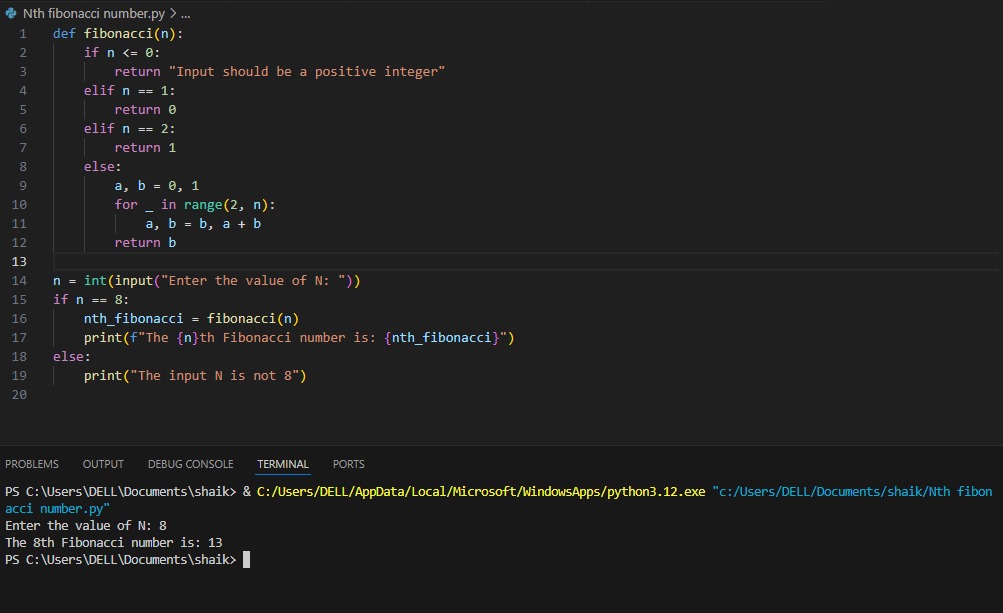 Nth fibonacci number.py > ...
1 def fibonacci(n):
2     if n <= 0:
3         return "Input should be a positive integer"
4     elif n == 1:
5         return 0
6     elif n == 2:
7         return 1
8     else:
9         a, b = 0, 1
10         for _ in range(2, n):
11             a, b = b, a + b
12         return b
13
14 n = int(input("Enter the value of N: "))
15 if n == 8:
16     nth_fibonacci = fibonacci(n)
17     print(f"The {n}th Fibonacci number is: {nth_fibonacci}")
18 else:
19     print("The input N is not 8")
20
PROBLEMS OUTPUT DEBUG CONSOLE TERMINAL PORTS
PS C:\Users\DELL\Documents\shaik> & C:/Users/DELL/AppData/Local/Microsoft/WindowsApps/python3.12.exe "c:/Users/DELL/Documents/shaik/Nth fibon
acci number.py"
Enter the value of N: 8
The 8th Fibonacci number is: 13
PS C:\Users\DELL\Documents\shaik>